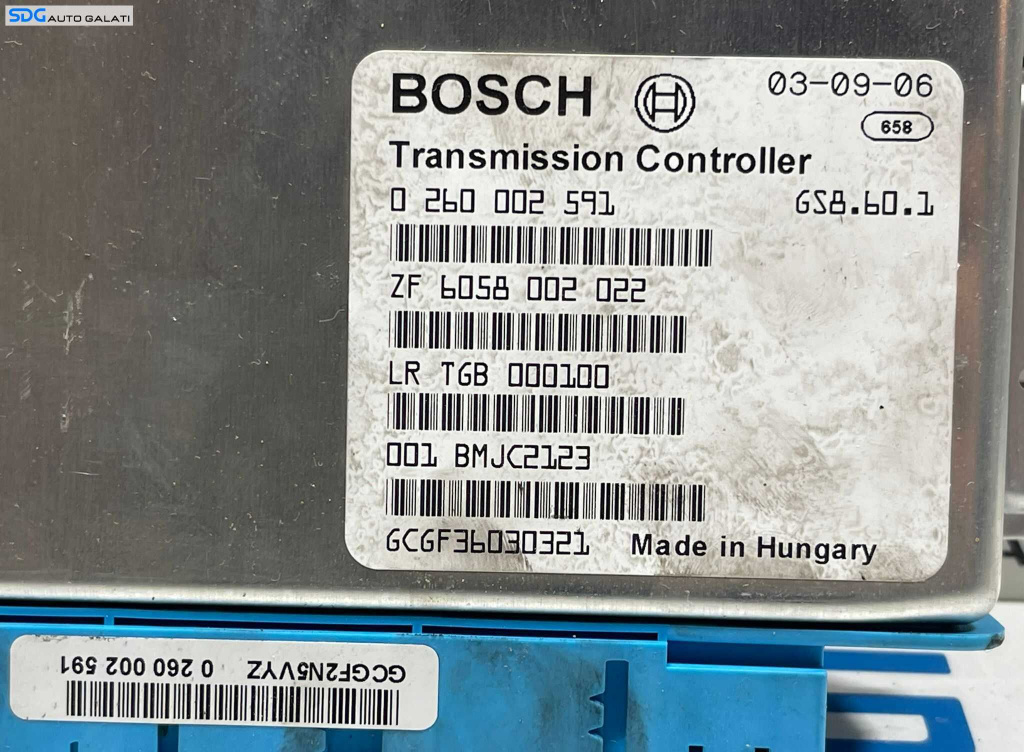 SDG AUTO GALATI
BOSCH 03-09-06
658
Transmission Controller
0 260 002 591 GS8.60.1
ZF 6058 002 022
LR TGB 000100
001 BMJC2123
GCGF36030321 Made in Hungary
GCGF2N5VYZ 0 260 002 591